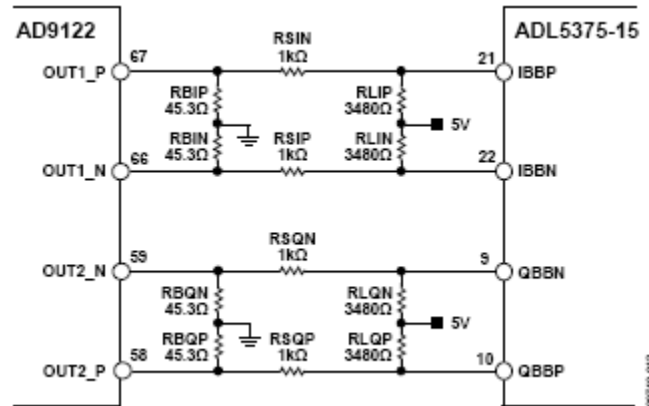 AD9122
ADL5375-15
OUT1_P
67
RSIN
1kΩ
21
IBBP
RBIP
45.3Ω
RLIP
3480Ω
5V
RBIN
45.3Ω
RSIP
1kΩ
RLIN
3480Ω
OUT1_N
66
22
IBBN
OUT2_N
59
RSQN
1kΩ
9
QBBN
RBQN
45.3Ω
RLQN
3480Ω
5V
RBQP
45.3Ω
RSQP
1kΩ
RLQP
3480Ω
OUT2_P
58
10
QBBP